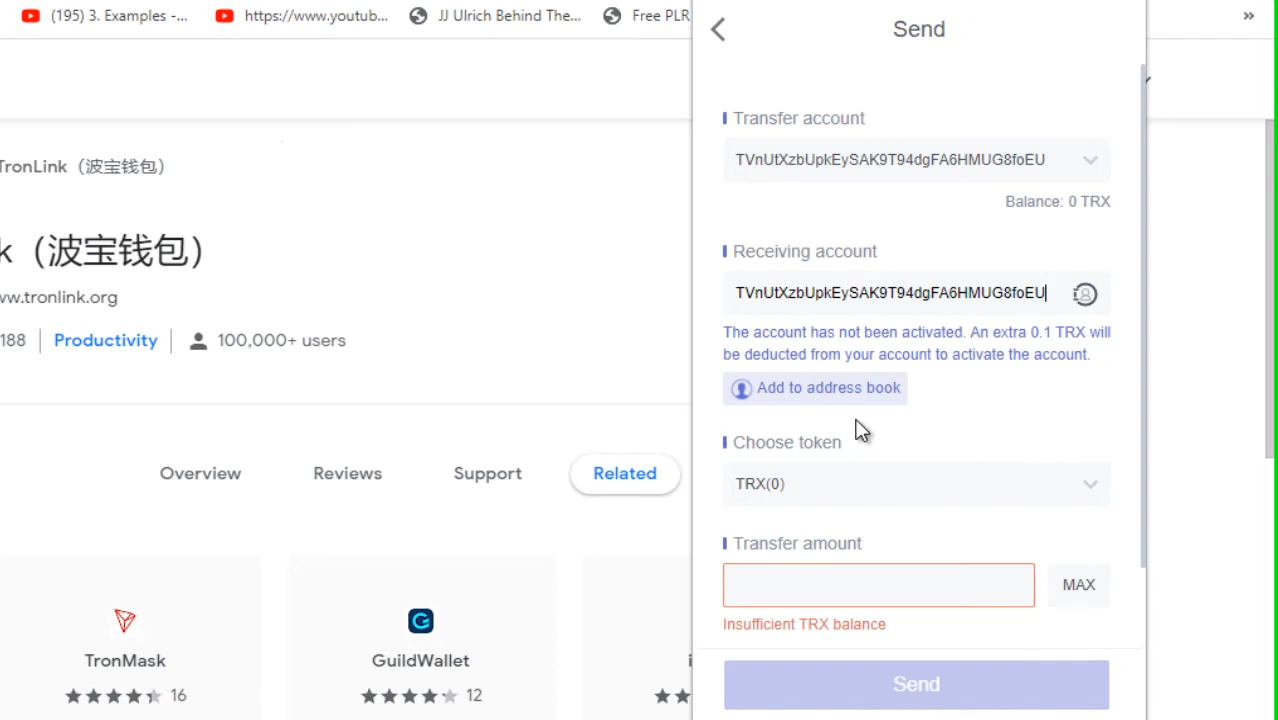 (195) 3. Examples -...
https://www.youtub...
JJ Ulrich Behind The...
Free PLR
»
TronLink（波宝钱包）
k（波宝钱包）
ww.tronlink.org
188
Productivity
100,000+ users
Overview
Reviews
Support
Related
TronMask
16
GuildWallet
12
Send
Transfer account
TVnUtXzbUpkEySAK9T94dgFA6HMUG8foEU
Balance: 0 TRX
Receiving account
TVnUtXzbUpkEySAK9T94dgFA6HMUG8foEU
The account has not been activated. An extra 0.1 TRX will
be deducted from your account to activate the account.
Add to address book
Choose token
TRX(0)
Transfer amount
MAX
Insufficient TRX balance
Send